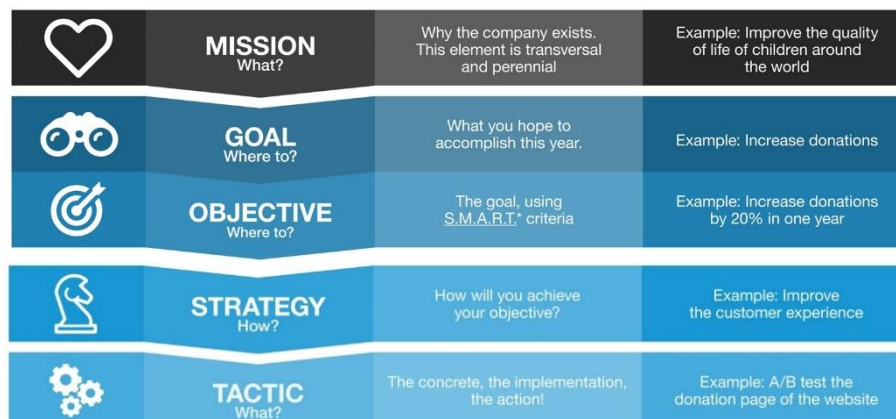 MISSION
What?
Why the company exists.
This element is transversal
and perennial
Example: Improve the quality
of life of children around
the world
GOAL
Where to?
What you hope to
accomplish this year.
Example: Increase donations
OBJECTIVE
Where to?
The goal, using
S.M.A.R.T.* criteria
Example: Increase donations
by 20% in one year
STRATEGY
How?
How will you achieve
your objective?
Example: Improve
the customer experience
TACTIC
What?
The concrete, the implementation,
the action!
Example: A/B test the
donation page of the website